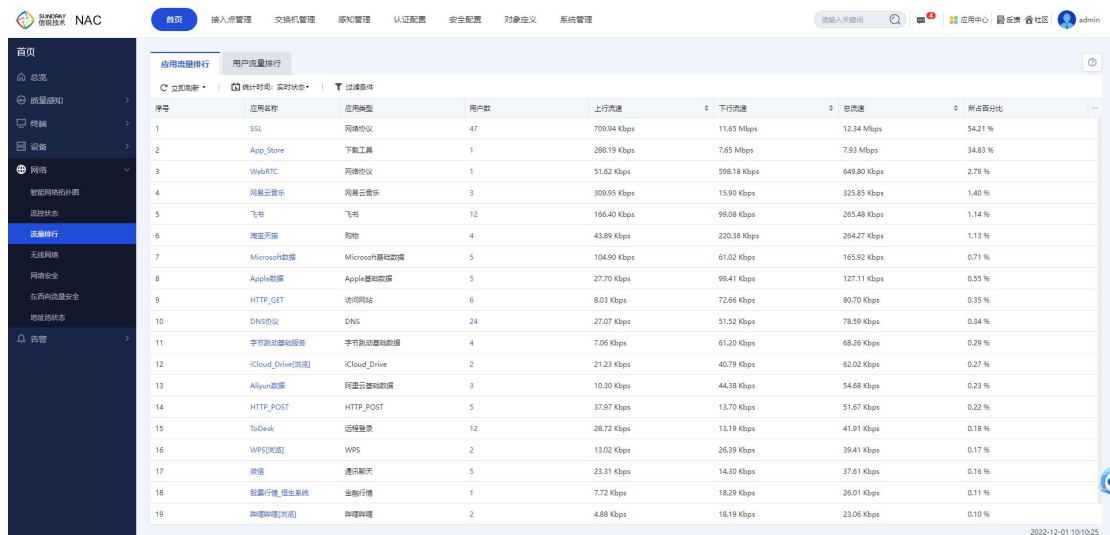 SUNDRAY 信锐技术 NAC 首页 接入点管理 交换机管理 感知管理 认证配置 安全配置 对象定义 系统管理 请输入关键词 4 应用中心 反馈 社区 admin
首页
总览
质量感知
终端
设备
网络
智能网络拓扑图
流控状态
流量排行
无线网络
网络安全
东西向流量安全
地址池状态
告警
应用流量排行 用户流量排行
立即刷新 统计时间: 实时状态 过滤条件
序号 应用名称 应用类型 用户数 上行流速 下行流速 总流速 所占百分比
1 SSL 网络协议 47 709.94 Kbps 11.65 Mbps 12.34 Mbps 54.21 %
2 App_Store 下载工具 1 288.19 Kbps 7.65 Mbps 7.93 Mbps 34.83 %
3 WebRTC 网络协议 1 51.62 Kbps 598.18 Kbps 649.80 Kbps 2.79 %
4 网易云音乐 网易云音乐 3 309.95 Kbps 15.90 Kbps 325.85 Kbps 1.40 %
5 飞书 飞书 12 166.40 Kbps 99.08 Kbps 265.48 Kbps 1.14 %
6 淘宝天猫 购物 4 43.89 Kbps 220.38 Kbps 264.27 Kbps 1.13 %
7 Microsoft数据 Microsoft基础数据 5 104.90 Kbps 61.02 Kbps 165.92 Kbps 0.71 %
8 Apple数据 Apple基础数据 5 27.70 Kbps 99.41 Kbps 127.11 Kbps 0.55 %
9 HTTP_GET 访问网站 6 8.03 Kbps 72.66 Kbps 80.70 Kbps 0.35 %
10 DNS协议 DNS 24 27.07 Kbps 51.52 Kbps 78.59 Kbps 0.34 %
11 字节跳动基础服务 字节跳动基础数据 4 7.06 Kbps 61.20 Kbps 68.26 Kbps 0.29 %
12 iCloud_Drive[浏览] iCloud_Drive 2 21.23 Kbps 40.79 Kbps 62.02 Kbps 0.27 %
13 Aliyun数据 阿里云基础数据 3 10.30 Kbps 44.38 Kbps 54.68 Kbps 0.23 %
14 HTTP_POST HTTP_POST 5 37.97 Kbps 13.70 Kbps 51.67 Kbps 0.22 %
15 ToDesk 远程登录 12 28.72 Kbps 13.19 Kbps 41.91 Kbps 0.18 %
16 WPS[浏览] WPS 2 13.02 Kbps 26.39 Kbps 39.41 Kbps 0.17 %
17 微信 通讯聊天 5 23.31 Kbps 14.30 Kbps 37.61 Kbps 0.16 %
18 股票行情_恒生系统 金融行情 1 7.72 Kbps 18.29 Kbps 26.01 Kbps 0.11 %
19 哔哩哔哩[浏览] 哔哩哔哩 2 4.88 Kbps 18.19 Kbps 23.06 Kbps 0.10 %
2022-12-01 10:10:25